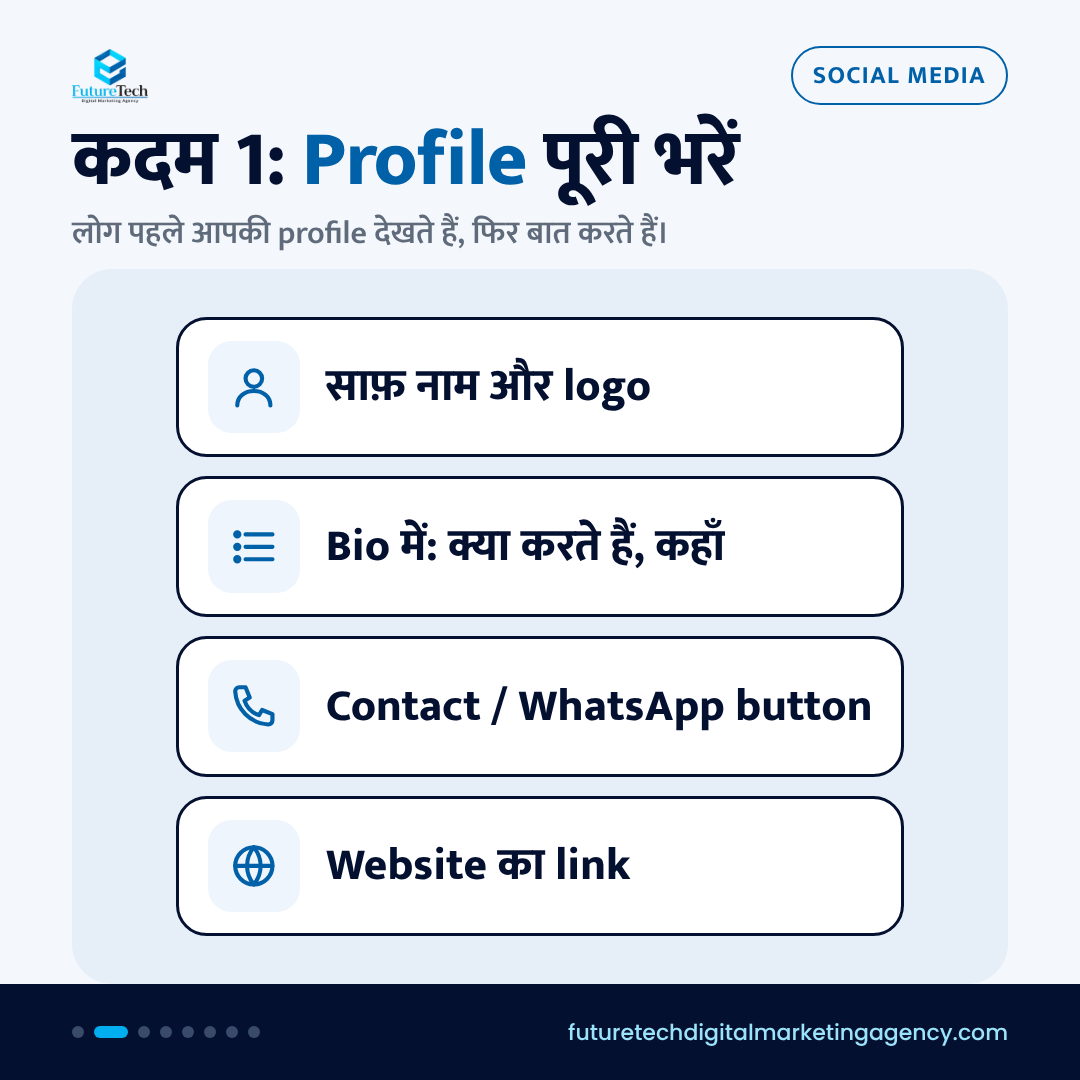 FutureTech
Digital Marketing Agency
SOCIAL MEDIA
कदम 1: Profile पूरी भरें
लोग पहले आपकी profile देखते हैं, फिर बात करते हैं।
साफ़ नाम और logo
Bio में: क्या करते हैं, कहाँ
Contact / WhatsApp button
Website का link
futuretechdigitalmarketingagency.com